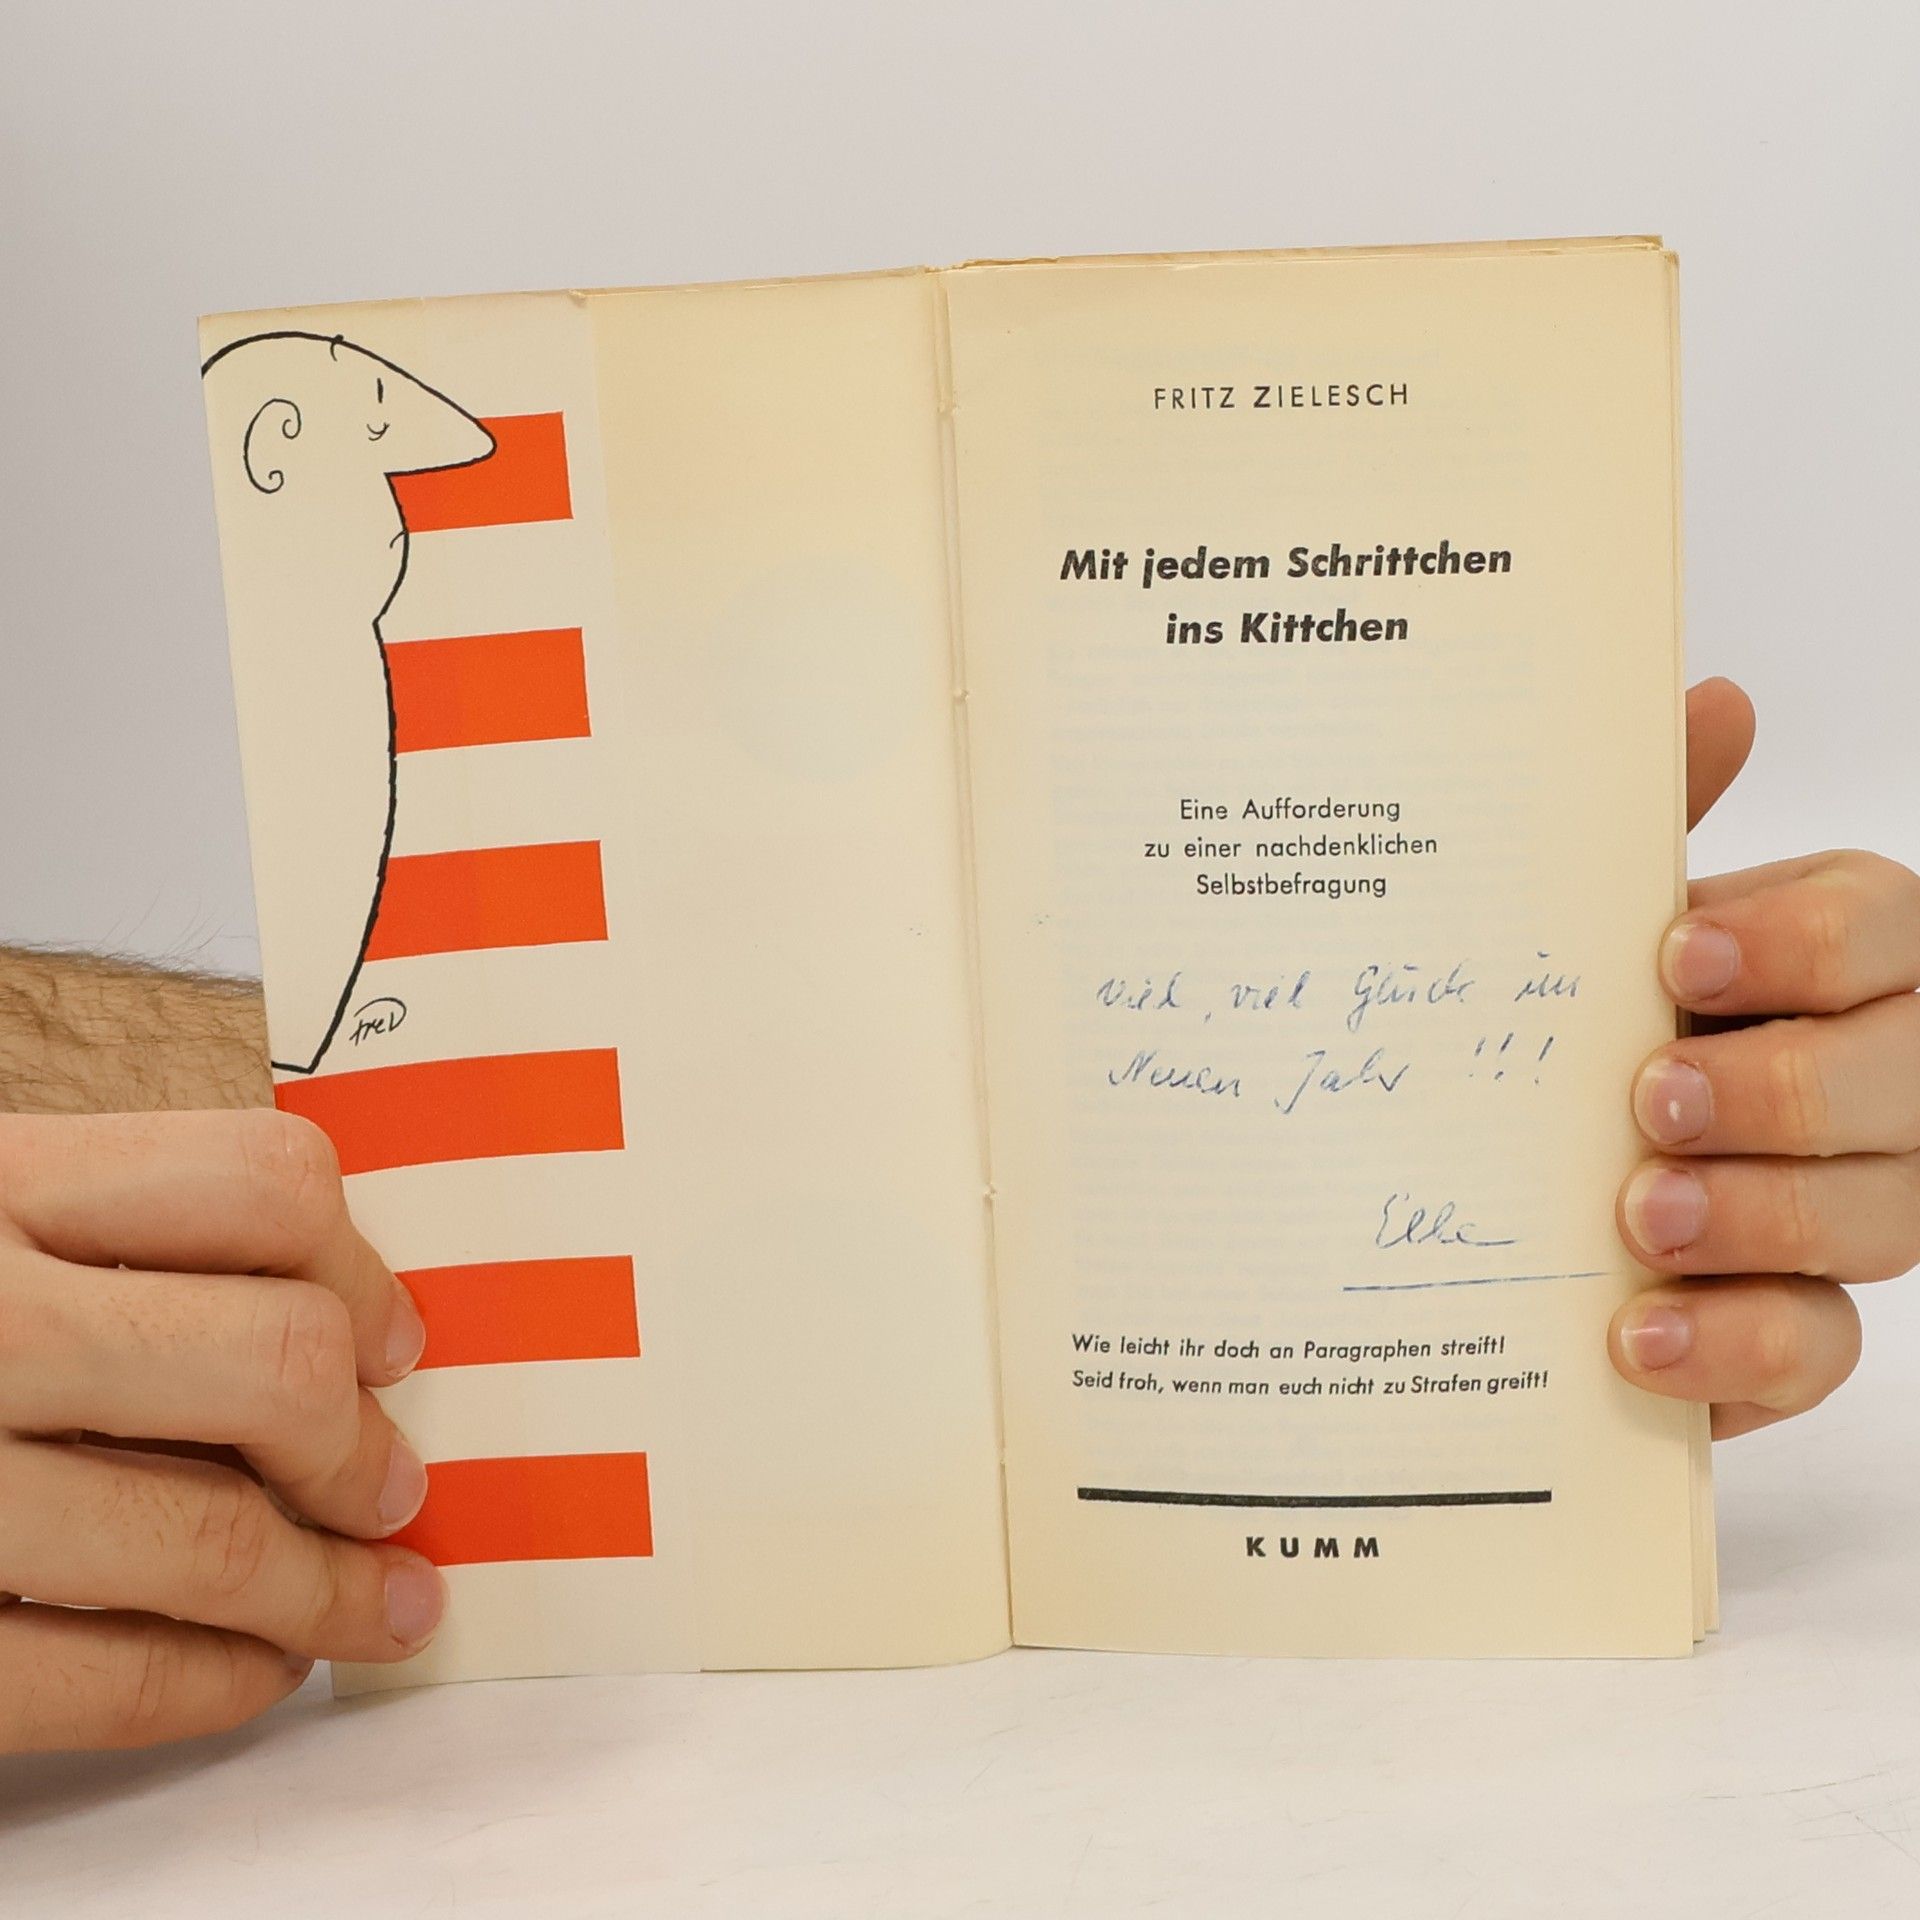 FreD
FRITZ ZIELESCH
Mit jedem Schrittchen
ins Kittchen
Eine Aufforderung
zu einer nachdenklichen
Selbstbefragung
Viel, viel Glück im
Neuen Jahr !!!
Elke
Wie leicht ihr doch an Paragraphen streift!
Seid froh, wenn man euch nicht zu Strafen greift!
KUMM